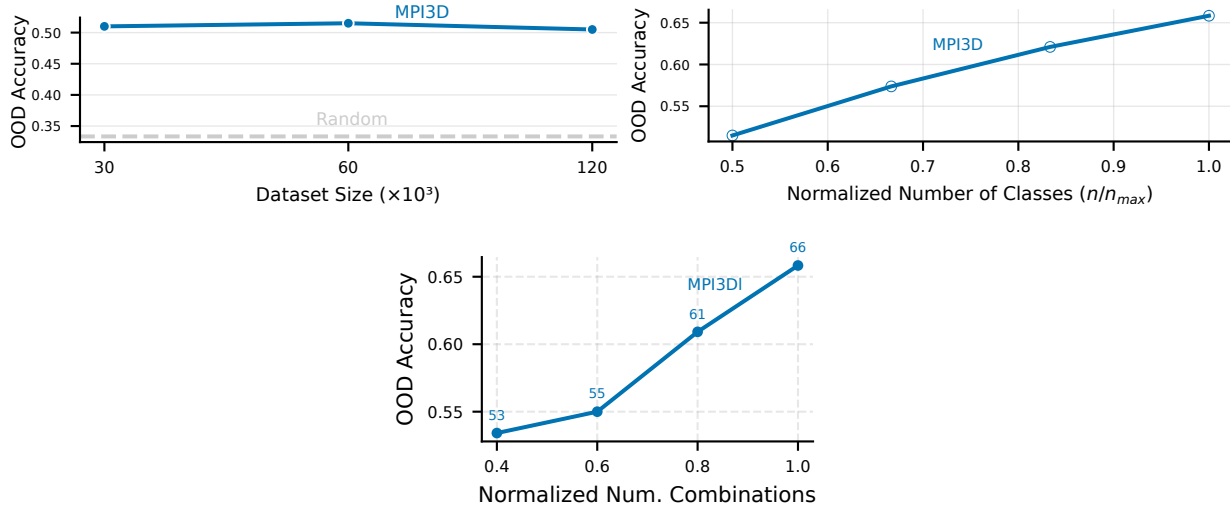 OOD Accuracy
0.50
0.45
0.40
0.35
MPI3D
Random
30
60
120
Dataset Size (×10³)
OOD Accuracy
0.65
0.60
0.55
MPI3D
0.5
0.6
0.7
0.8
0.9
1.0
Normalized Number of Classes (n/nmax)
OOD Accuracy
0.65
0.60
0.55
66
MPI3DI
61
55
53
0.4
0.6
0.8
1.0
Normalized Num. Combinations